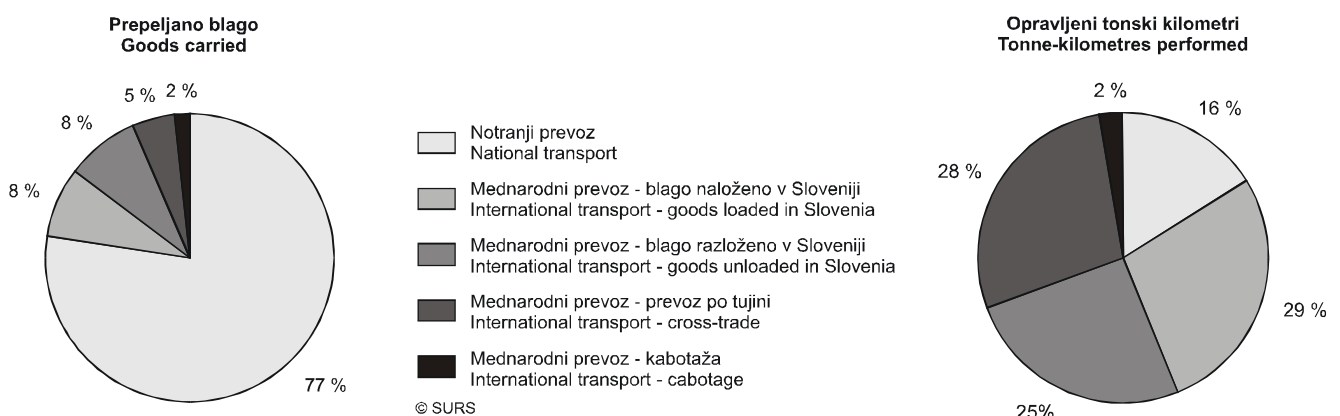 Prepeljano blago
Goods carried
5 %
2 %
8 %
8 %
77 %
Notranji prevoz
National transport
Mednarodni prevoz - blago naloženo v Sloveniji
International transport - goods loaded in Slovenia
Mednarodni prevoz - blago razloženo v Sloveniji
International transport - goods unloaded in Slovenia
Mednarodni prevoz - prevoz po tujini
International transport - cross-trade
Mednarodni prevoz - kabotaža
International transport - cabotage
© SURS
Opravljeni tonski kilometri
Tonne-kilometres performed
2 %
16 %
28 %
29 %
25%